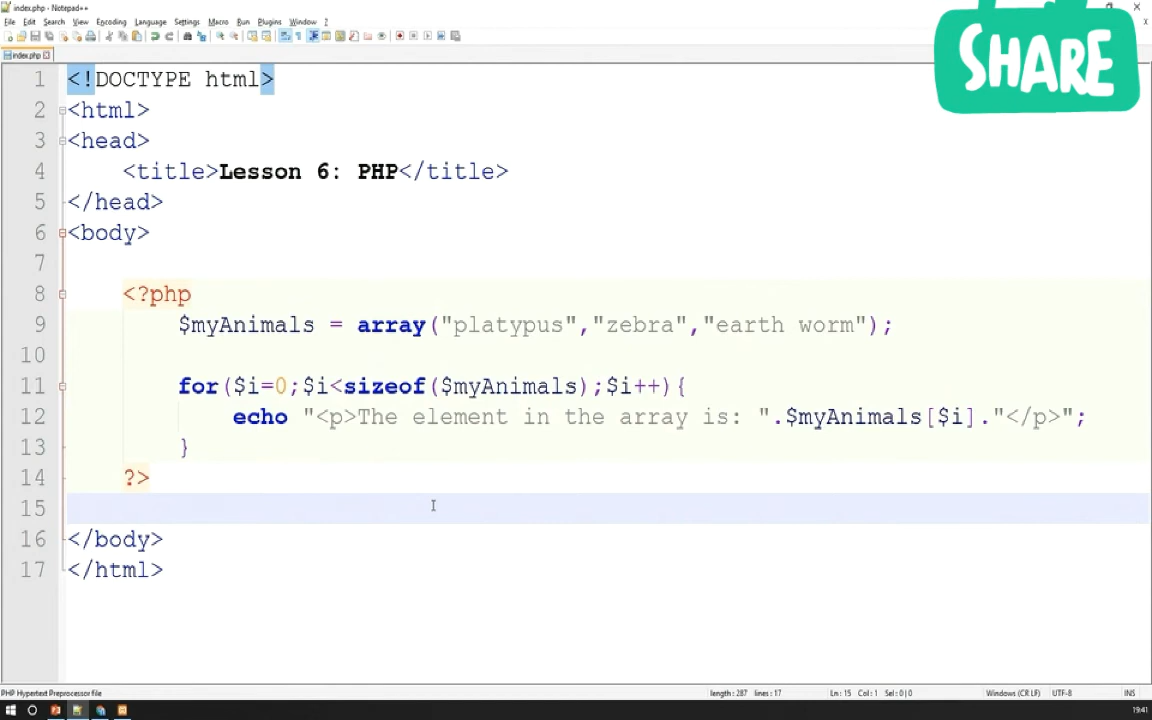 index.php - Notepad++
File Edit Search View Encoding Language Settings Macro Run Plugins Window ?
index.php
SHARE
1 <!DOCTYPE html>
2 <html>
3 <head>
4 <title>Lesson 6: PHP</title>
5 </head>
6 <body>
7
8 <?php
9 $myAnimals = array("platypus","zebra","earth worm");
10
11 for($i=0;$i<sizeof($myAnimals);$i++){
12 echo "<p>The element in the array is: ".$myAnimals[$i]."</p>";
13 }
14 ?>
15
16 </body>
17 </html>
PHP Hypertext Preprocessor file length : 287 lines : 17 Ln : 15 Col : 1 Sel : 0 | 0 Windows (CR LF) UTF-8 INS
19:41